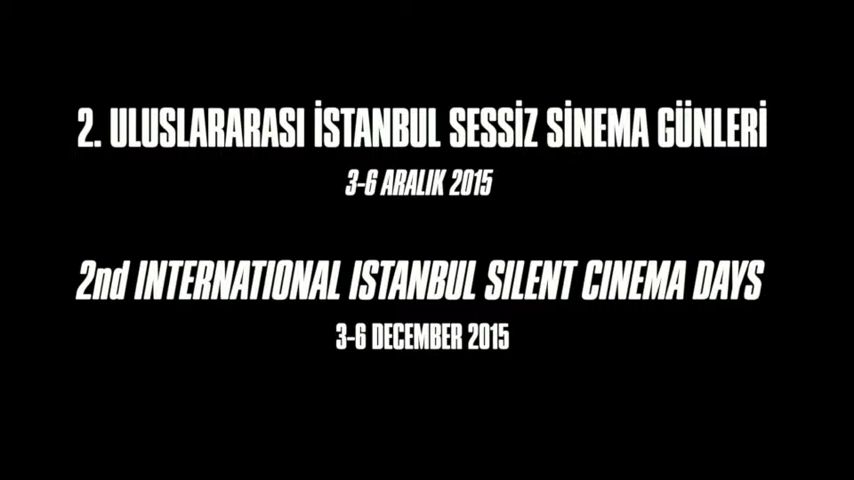 2. ULUSLARARASI İSTANBUL SESSİZ SİNEMA GÜNLERİ
3-6 ARALIK 2015
2nd INTERNATIONAL ISTANBUL SILENT CINEMA DAYS
3-6 DECEMBER 2015